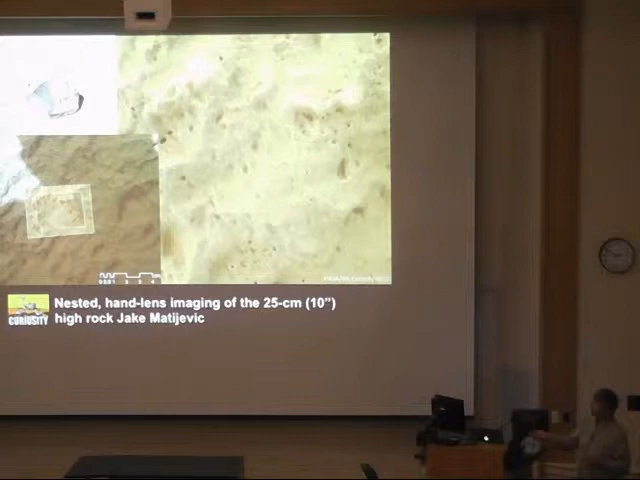 CURIOSITY
Nested, hand-lens imaging of the 25-cm (10")
high rock Jake Matijevic